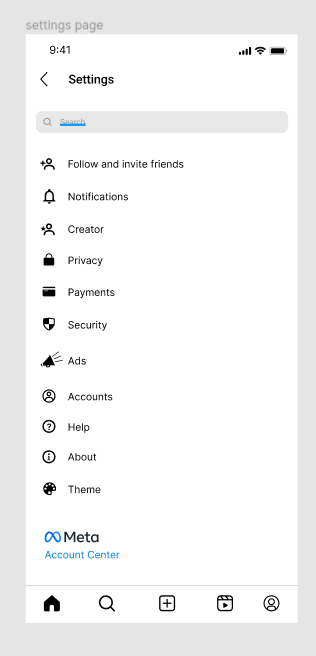 settings page
9:41
Settings
Search
Follow and invite friends
Notifications
Creator
Privacy
Payments
Security
Ads
Accounts
Help
About
Theme
Meta
Account Center